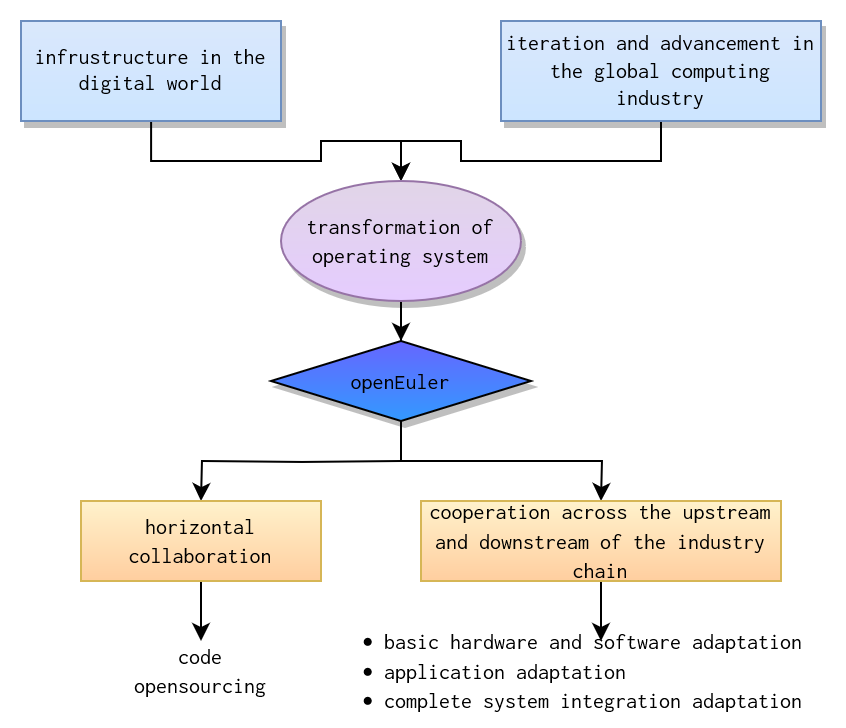 infrustructure in the
digital world
iteration and advancement in
the global computing
industry
transformation of
operating system
openEuler
horizontal
collaboration
cooperation across the upstream
and downstream of the industry
chain
code
opensourcing
• basic hardware and software adaptation
• application adaptation
• complete system integration adaptation